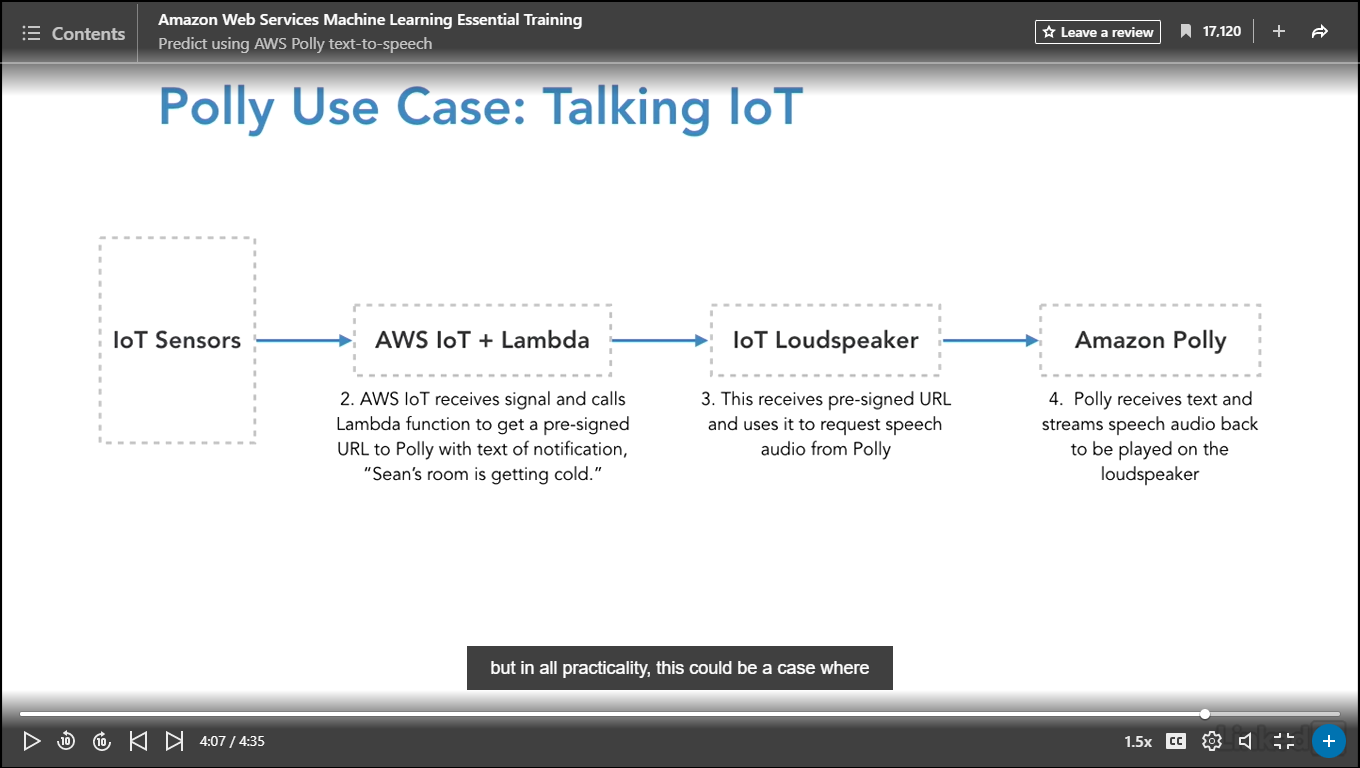 Contents
Amazon Web Services Machine Learning Essential Training
Predict using AWS Polly text-to-speech
Leave a review
17,120
Polly Use Case: Talking IoT
IoT Sensors
AWS IoT + Lambda
IoT Loudspeaker
Amazon Polly
2. AWS IoT receives signal and calls
Lambda function to get a pre-signed
URL to Polly with text of notification,
“Sean’s room is getting cold.”
3. This receives pre-signed URL
and uses it to request speech
audio from Polly
4. Polly receives text and
streams speech audio back
to be played on the
loudspeaker
but in all practicality, this could be a case where
10
10
4:07 / 4:35
1.5x
CC